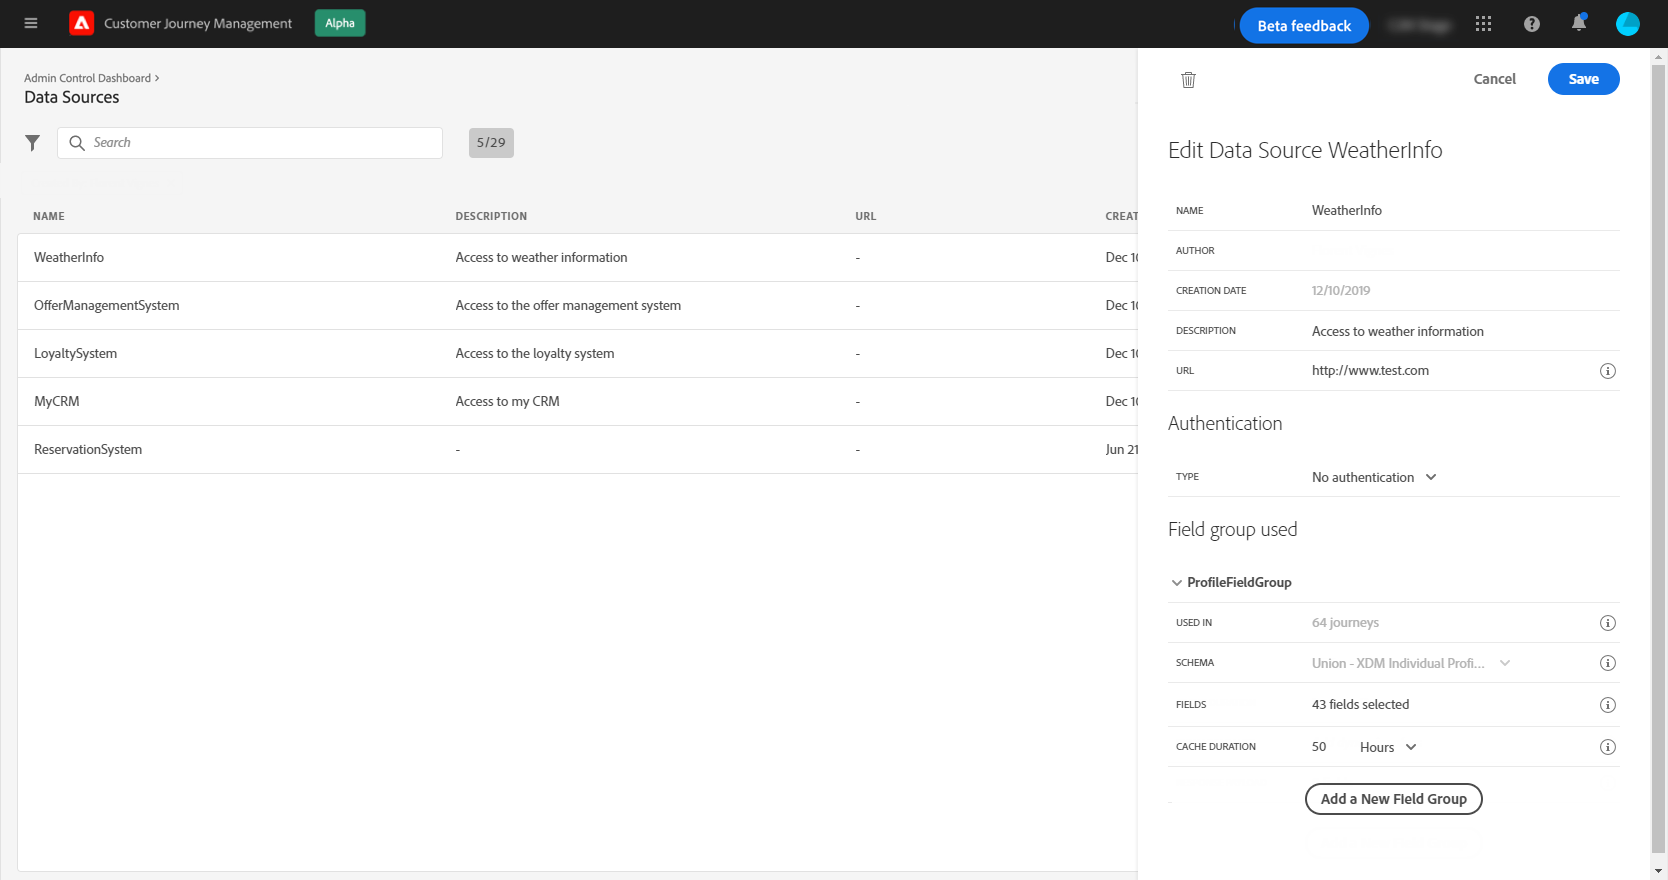 Customer Journey Management
Alpha
Beta feedback
Admin Control Dashboard >
Data Sources
Search
5/29
NAME DESCRIPTION URL CREAT
WeatherInfo Access to weather information - Dec 10
OfferManagementSystem Access to the offer management system - Dec 10
LoyaltySystem Access to the loyalty system - Dec 10
MyCRM Access to my CRM - Dec 10
ReservationSystem - - Jun 21
Cancel
Save
Edit Data Source WeatherInfo
NAME WeatherInfo
AUTHOR
CREATION DATE 12/10/2019
DESCRIPTION Access to weather information
URL http://www.test.com
Authentication
TYPE No authentication
Field group used
ProfileFieldGroup
USED IN 64 journeys
SCHEMA Union - XDM Individual Profi...
FIELDS 43 fields selected
CACHE DURATION 50 Hours
Add a New Field Group